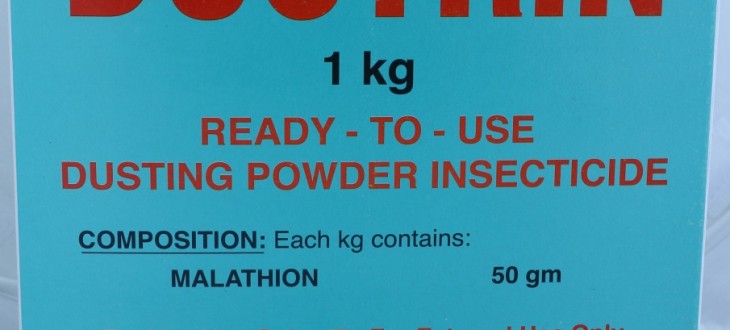 1 kg
READY - TO - USE
DUSTING POWDER INSECTICIDE
COMPOSITION: Each kg contains:
MALATHION 50 gm